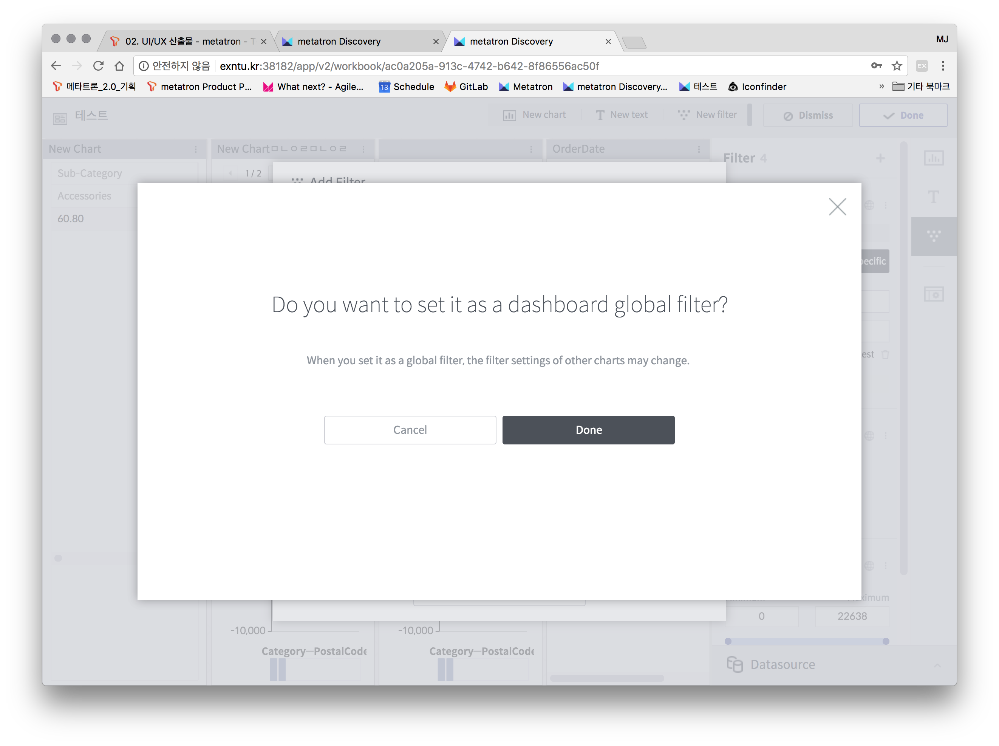 02. UI/UX 산출물 - metatron - T
metatron Discovery
metatron Discovery
MJ
안전하지 않음
exntu.kr:38182/app/v2/workbook/ac0a205a-913c-4742-b642-8f86556ac50f
EX
메타트론_2.0_기획
metatron Product P...
What next? - Agile...
13
Schedule
GitLab
Metatron
metatron Discovery...
테스트
Iconfinder
»
기타 북마크
테스트
New chart
New text
New filter
Dismiss
Done
New Chart
New Chartㅁㄴㅇㄹㅁㄴㅇㄹ
OrderDate
Filter 4
Sub-Category
1 / 2
Add Filter
Accessories
60.80
pecific
Do you want to set it as a dashboard global filter?
est
When you set it as a global filter, the filter settings of other charts may change.
Cancel
Done
ximum
0
22638
-10,000
-10,000
Category―PostalCode
Category―PostalCode
Datasource